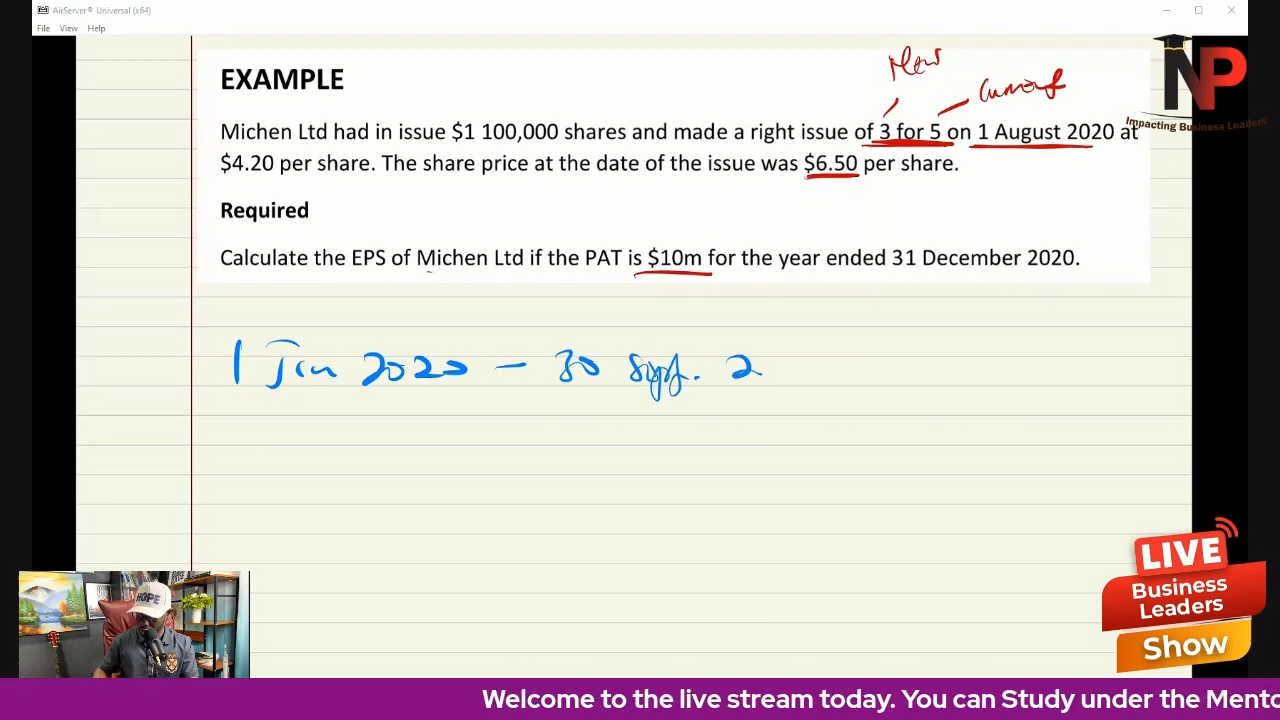 AirServer® Universal (x64)
File View Help
New
Current
EXAMPLE
Michen Ltd had in issue $1 100,000 shares and made a right issue of 3 for 5 on 1 August 2020 at
$4.20 per share. The share price at the date of the issue was $6.50 per share.
Required
Calculate the EPS of Michen Ltd if the PAT is $10m for the year ended 31 December 2020.
1 Jan 2020 - 30 Sept. 2
NP
Impacting Business Leaders
HOPE
LIVE
Business
Leaders
Show
Welcome to the live stream today. You can Study under the Mento